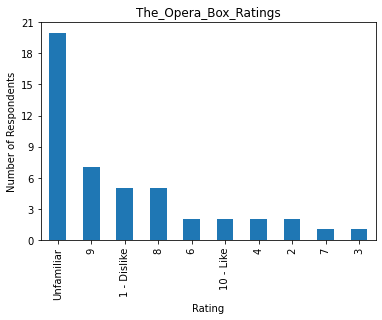 The_Opera_Box_Ratings
Number of Respondents
21
18
15
12
9
6
3
0
Unfamiliar
9
1 - Dislike
8
6
10 - Like
4
2
7
3
Rating